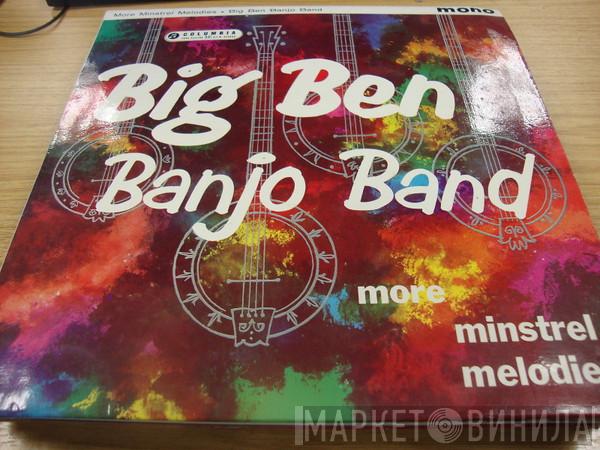 More Minstrel Melodies • Big Ben Banjo Band
mono
COLUMBIA
Big Ben
Banjo Band
more
minstrel
melodie
МАРКЕТ ВИНИЛА